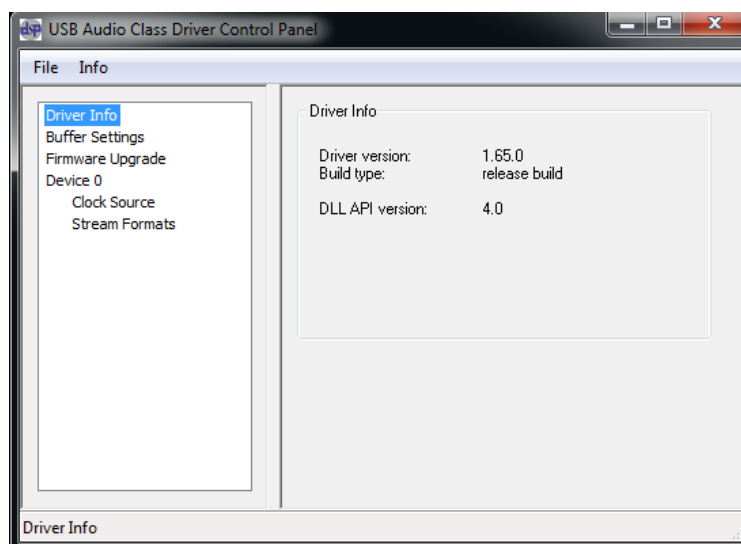 dsp USB Audio Class Driver Control Panel
File Info
Driver Info
Buffer Settings
Firmware Upgrade
Device 0
Clock Source
Stream Formats
Driver Info
Driver version: 1.65.0
Build type: release build
DLL API version: 4.0
Driver Info